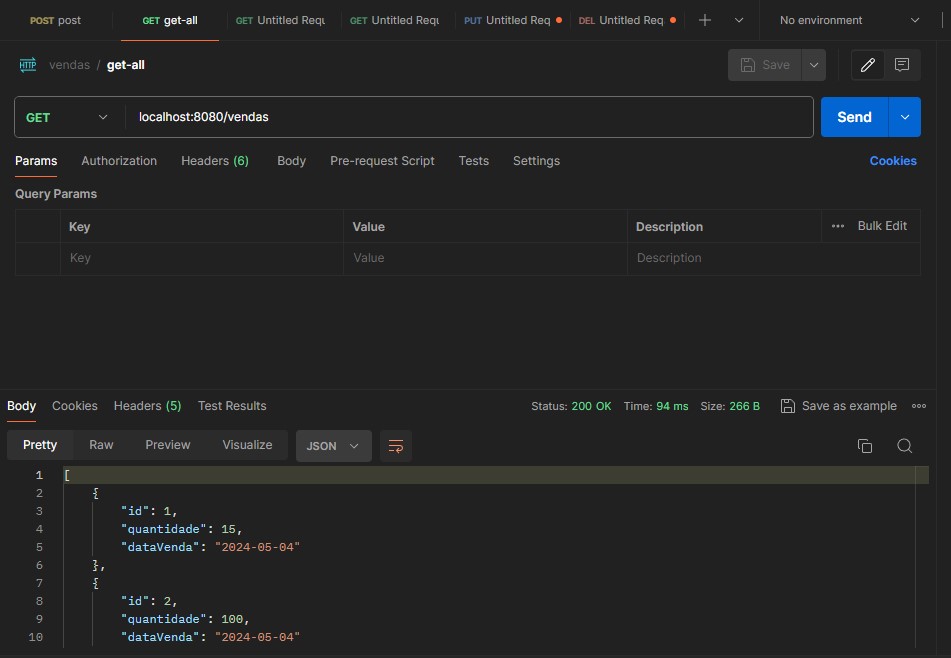 POST post GET get-all GET Untitled Requ GET Untitled Requ PUT Untitled Req DEL Untitled Req No environment
HTTP vendas / get-all Save
GET localhost:8080/vendas Send
Params Authorization Headers (6) Body Pre-request Script Tests Settings Cookies
Query Params
Key Value Description Bulk Edit
Key Value Description
Body Cookies Headers (5) Test Results Status: 200 OK Time: 94 ms Size: 266 B Save as example
Pretty Raw Preview Visualize JSON
1 [
2 {
3 "id": 1,
4 "quantidade": 15,
5 "dataVenda": "2024-05-04"
6 },
7 {
8 "id": 2,
9 "quantidade": 100,
10 "dataVenda": "2024-05-04"